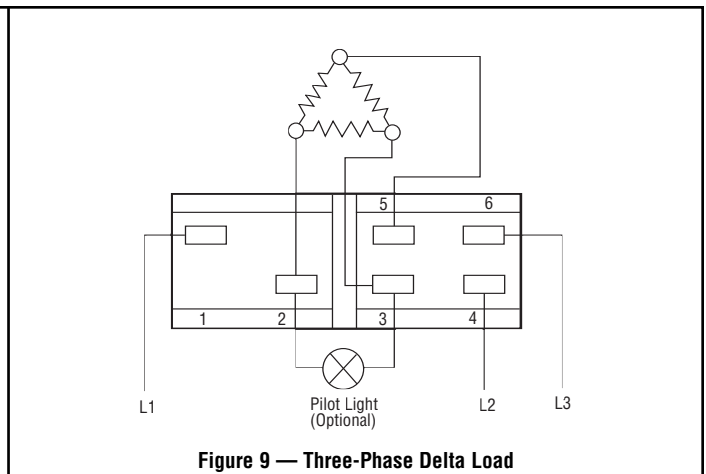 5 6
1 2 3 4
L1 Pilot Light L2 L3
(Optional)
Figure 9 — Three-Phase Delta Load